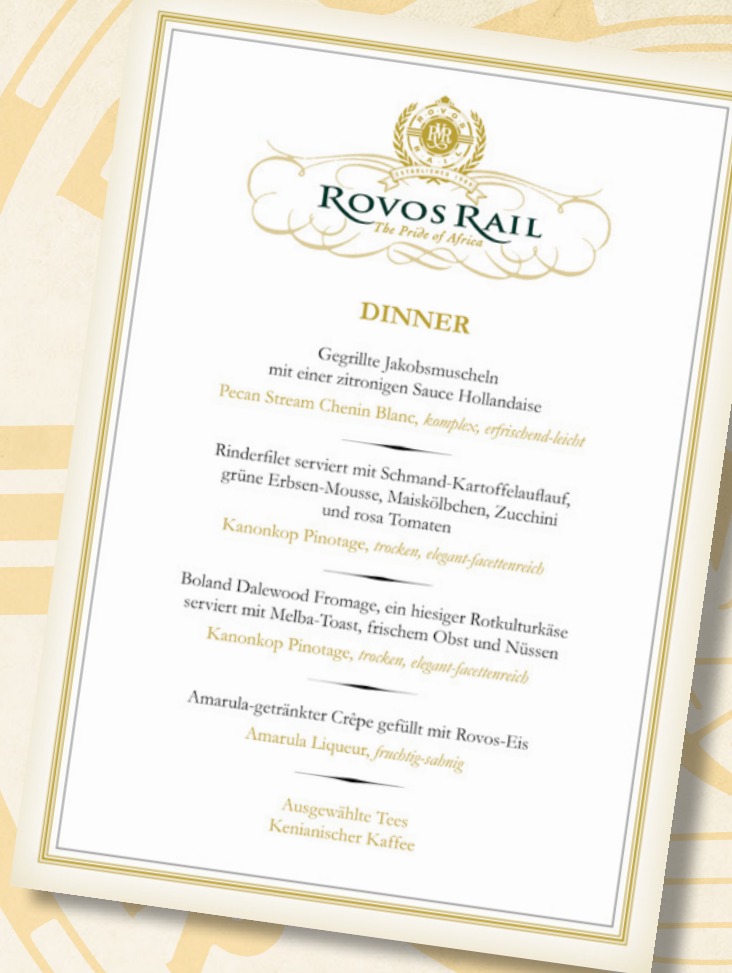 ROVOS
RAIL
ROVOS RAIL
The Pride of Africa
DINNER
Gegrillte Jakobsmuscheln
mit einer zitronigen Sauce Hollandaise
Pecan Stream Chenin Blanc, komplex, erfrischend-leicht
Rinderfilet serviert mit Schmand-Kartoffelauflauf,
grüne Erbsen-Mousse, Maiskölbchen, Zucchini
und rosa Tomaten
Kanonkop Pinotage, trocken, elegant-facettenreich
Boland Dalewood Fromage, ein hiesiger Rotkulturkäse
serviert mit Melba-Toast, frischem Obst und Nüssen
Kanonkop Pinotage, trocken, elegant-facettenreich
Amarula-getränkter Crêpe gefüllt mit Rovos-Eis
Amarula Liqueur, fruchtig-sahnig
Ausgewählte Tees
Kenianischer Kaffee